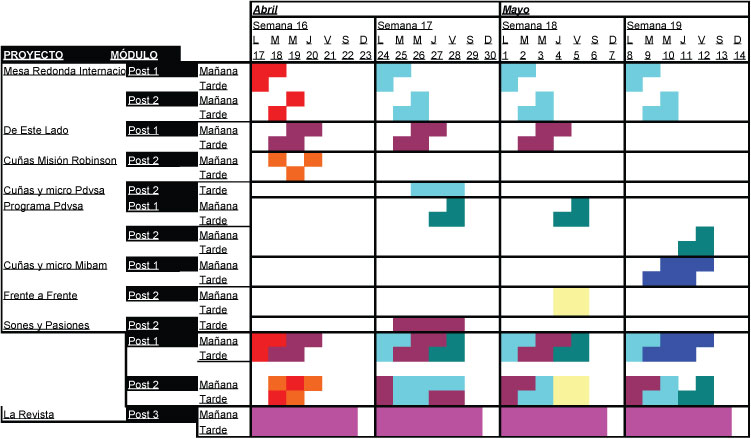 Abril Mayo
Semana 16 Semana 17 Semana 18 Semana 19
L M M J V S D L M M J V S D L M M J V S D L M M J V S D
PROYECTO MÓDULO 17 18 19 20 21 22 23 24 25 26 27 28 29 30 1 2 3 4 5 6 7 8 9 10 11 12 13 14
Mesa Redonda Internacio Post 1 Mañana
Tarde
Post 2 Mañana
Tarde
De Este Lado Post 1 Mañana
Tarde
Cuñas Misión Robinson Post 2 Mañana
Tarde
Cuñas y micro Pdvsa Post 2 Tarde
Programa Pdvsa Post 1 Mañana
Tarde
Post 2 Mañana
Tarde
Cuñas y micro Mibam Post 1 Mañana
Tarde
Frente a Frente Post 2 Mañana
Tarde
Sones y Pasiones Post 2 Tarde
Post 1 Mañana
Tarde
Post 2 Mañana
Tarde
La Revista Post 3 Mañana
Tarde